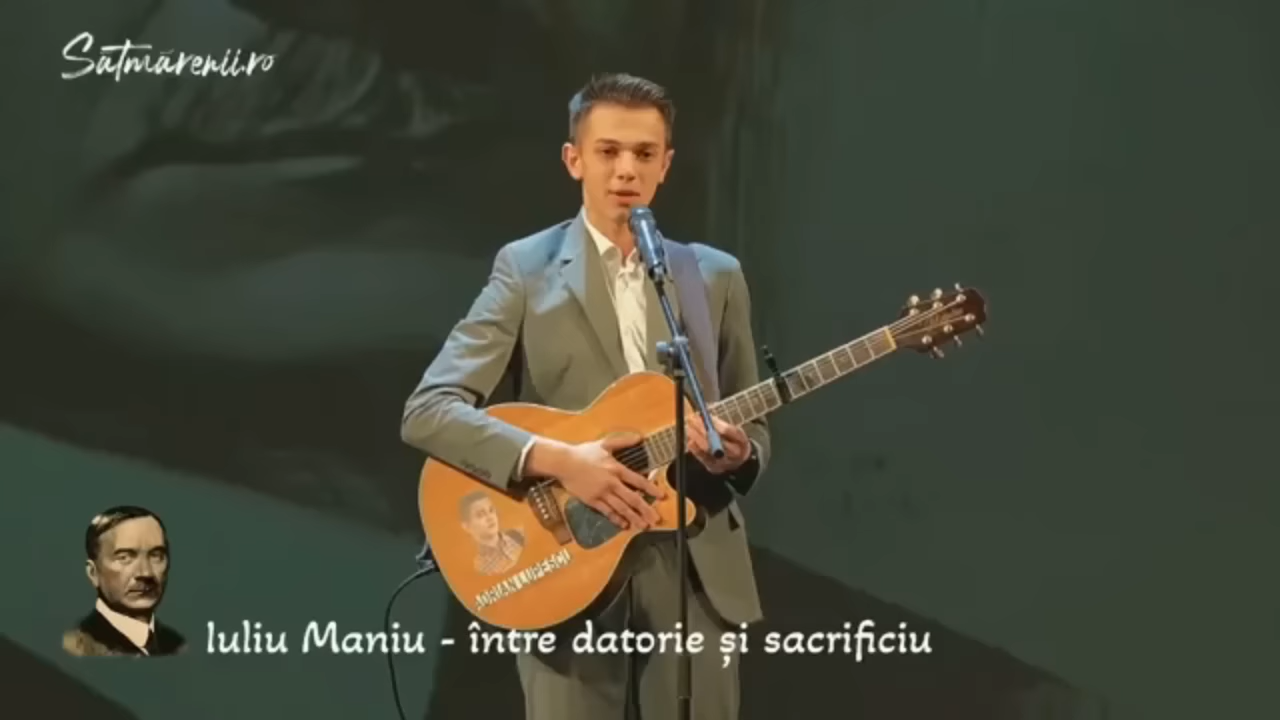 Sătmărenii.ro
ADRIAN LUPESCU
Iuliu Maniu - între datorie și sacrificiu